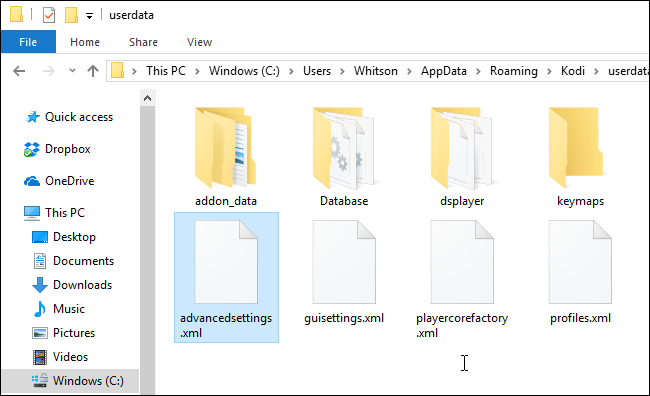 userdata
File Home Share View
This PC Windows (C:) Users Whitson AppData Roaming Kodi userdata
Quick access
Dropbox
OneDrive
This PC
Desktop
Documents
Downloads
Music
Pictures
Videos
Windows (C:)
addon_data Database dsplayer keymaps
advancedsettings guisettings.xml playercorefactory profiles.xml
.xml .xml